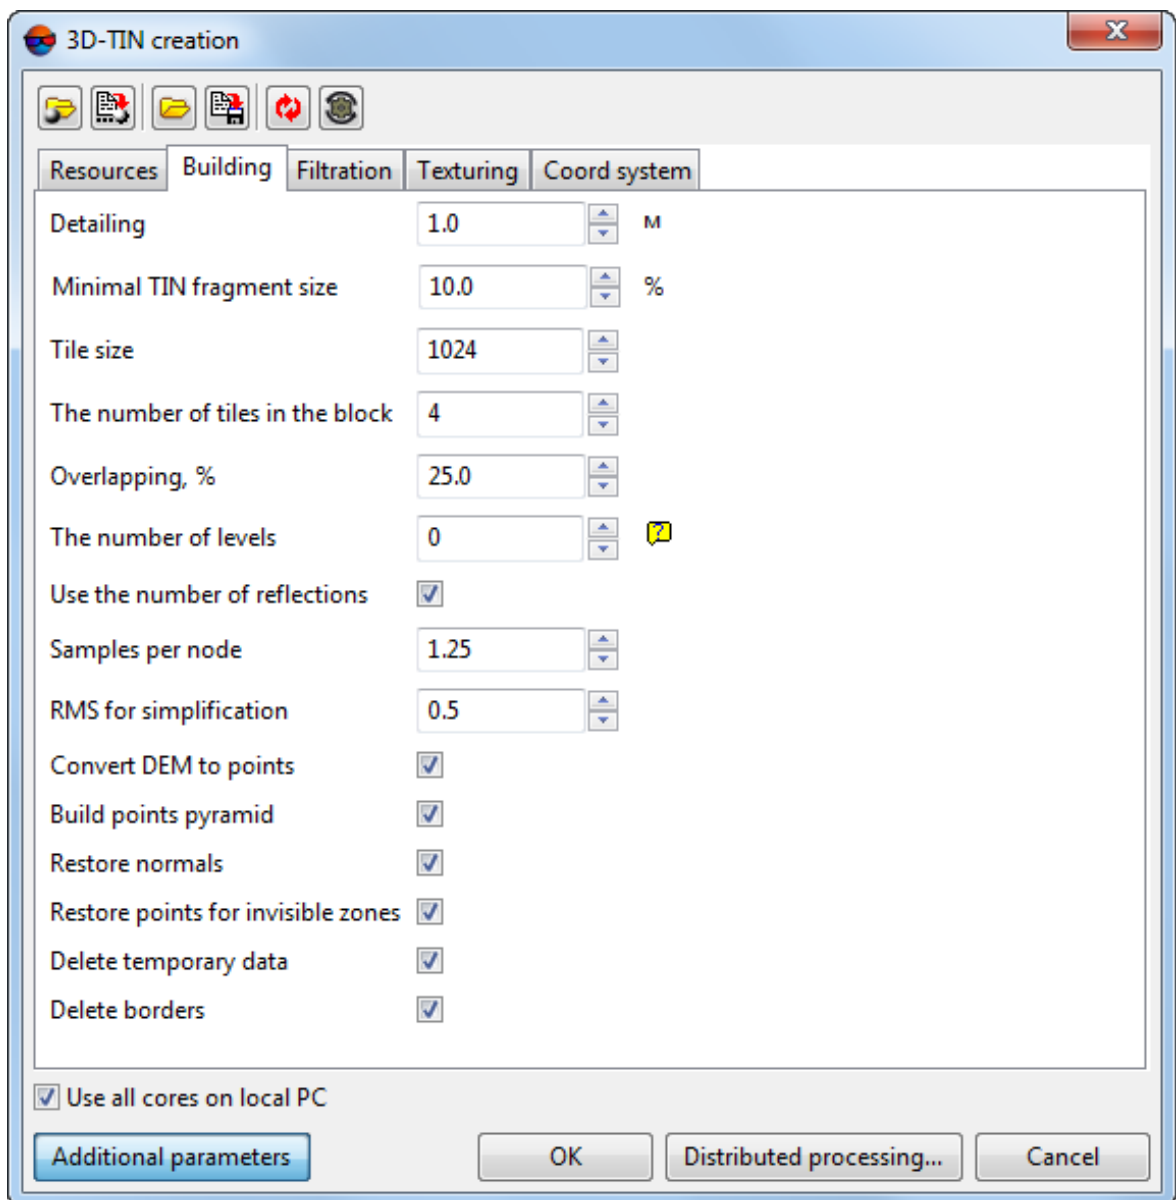 3D-TIN creation
Resources Building Filtration Texturing Coord system
Detailing 1.0 м
Minimal TIN fragment size 10.0 %
Tile size 1024
The number of tiles in the block 4
Overlapping, % 25.0
The number of levels 0 ?
Use the number of reflections
Samples per node 1.25
RMS for simplification 0.5
Convert DEM to points
Build points pyramid
Restore normals
Restore points for invisible zones
Delete temporary data
Delete borders
Use all cores on local PC
Additional parameters OK Distributed processing... Cancel